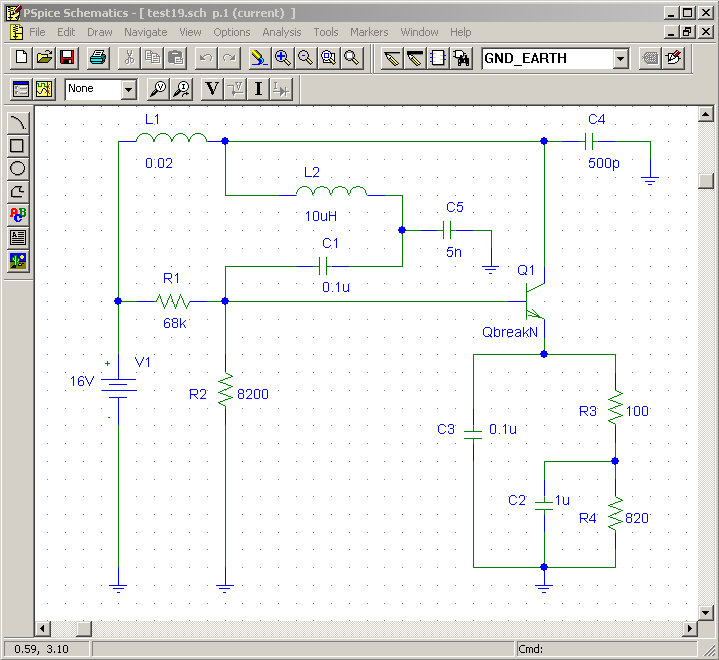 PSpice Schematics - [ test19.sch p.1 (current) ]
File Edit Draw Navigate View Options Analysis Tools Markers Window Help
GND_EARTH
None V I
ABC
L1
0.02
C4
500p
L2
10uH
C5
5n
C1
0.1u
Q1
QbreakN
R1
68k
+ V1
16V
-
R2 8200
C3 0.1u
R3 100
C2 1u
R4 820
0.59, 3.10 Cmd: